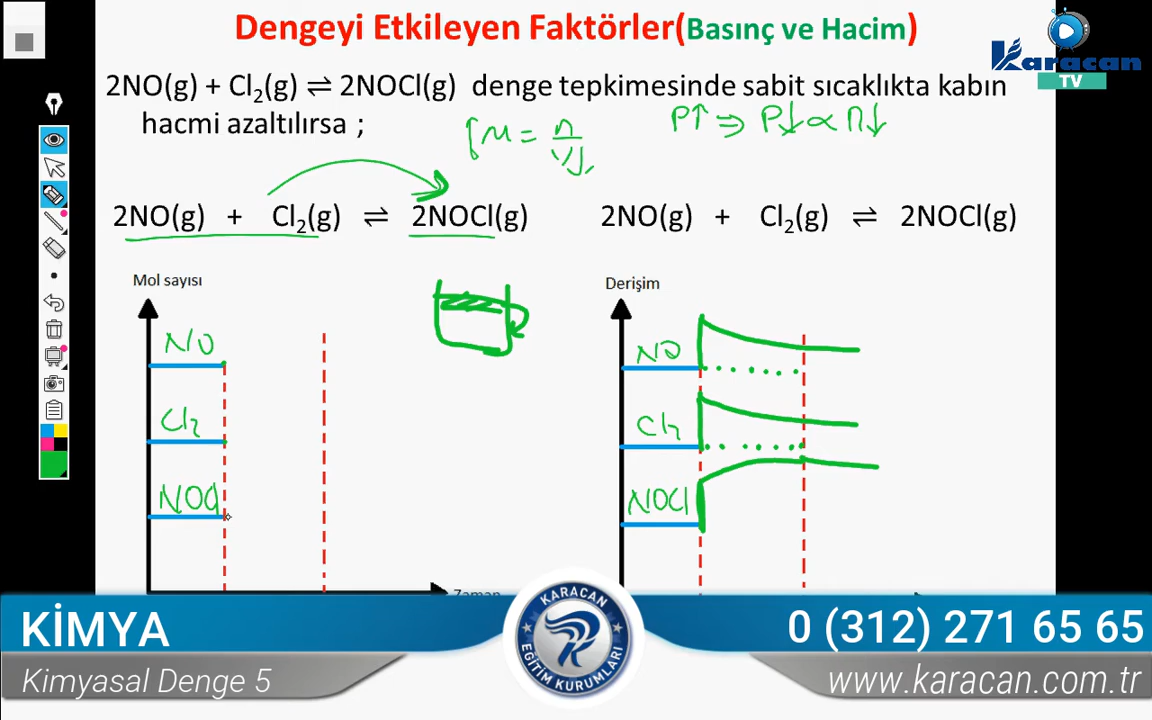 Dengeyi Etkileyen Faktörler(Basınç ve Hacim)
Karacan
TV
2NO(g) + Cl₂(g) ⇌ 2NOCl(g) denge tepkimesinde sabit sıcaklıkta kabın
hacmi azaltılırsa ;
P↑ ⇒ P↓ ∝ n↓
↑M = n/V↓
2NO(g) + Cl₂(g) ⇌ 2NOCl(g)
2NO(g) + Cl₂(g) ⇌ 2NOCl(g)
Mol sayısı
NO
Cl₂
NOCl
Zaman
Derişim
NO
Cl₂
NOCl
KİMYA
Kimyasal Denge 5
KARACAN
EĞİTİM KURUMLARI
0 (312) 271 65 65
www.karacan.com.tr